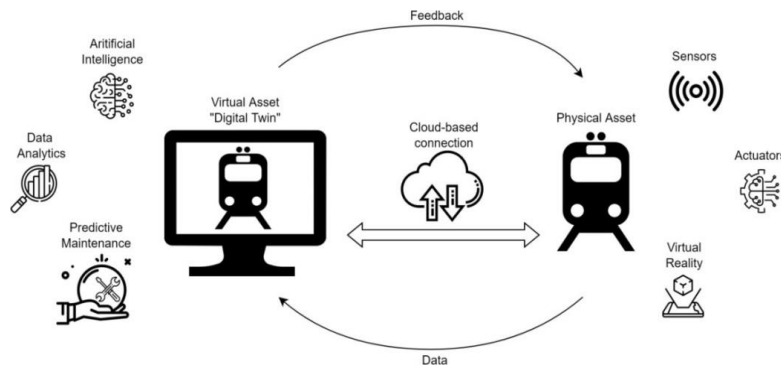 Feedback
Aritificial
Intelligence
Sensors
Virtual Asset
"Digital Twin"
Physical Asset
Cloud-based
connection
Data
Analytics
Actuators
Predictive
Maintenance
Virtual
Reality
Data